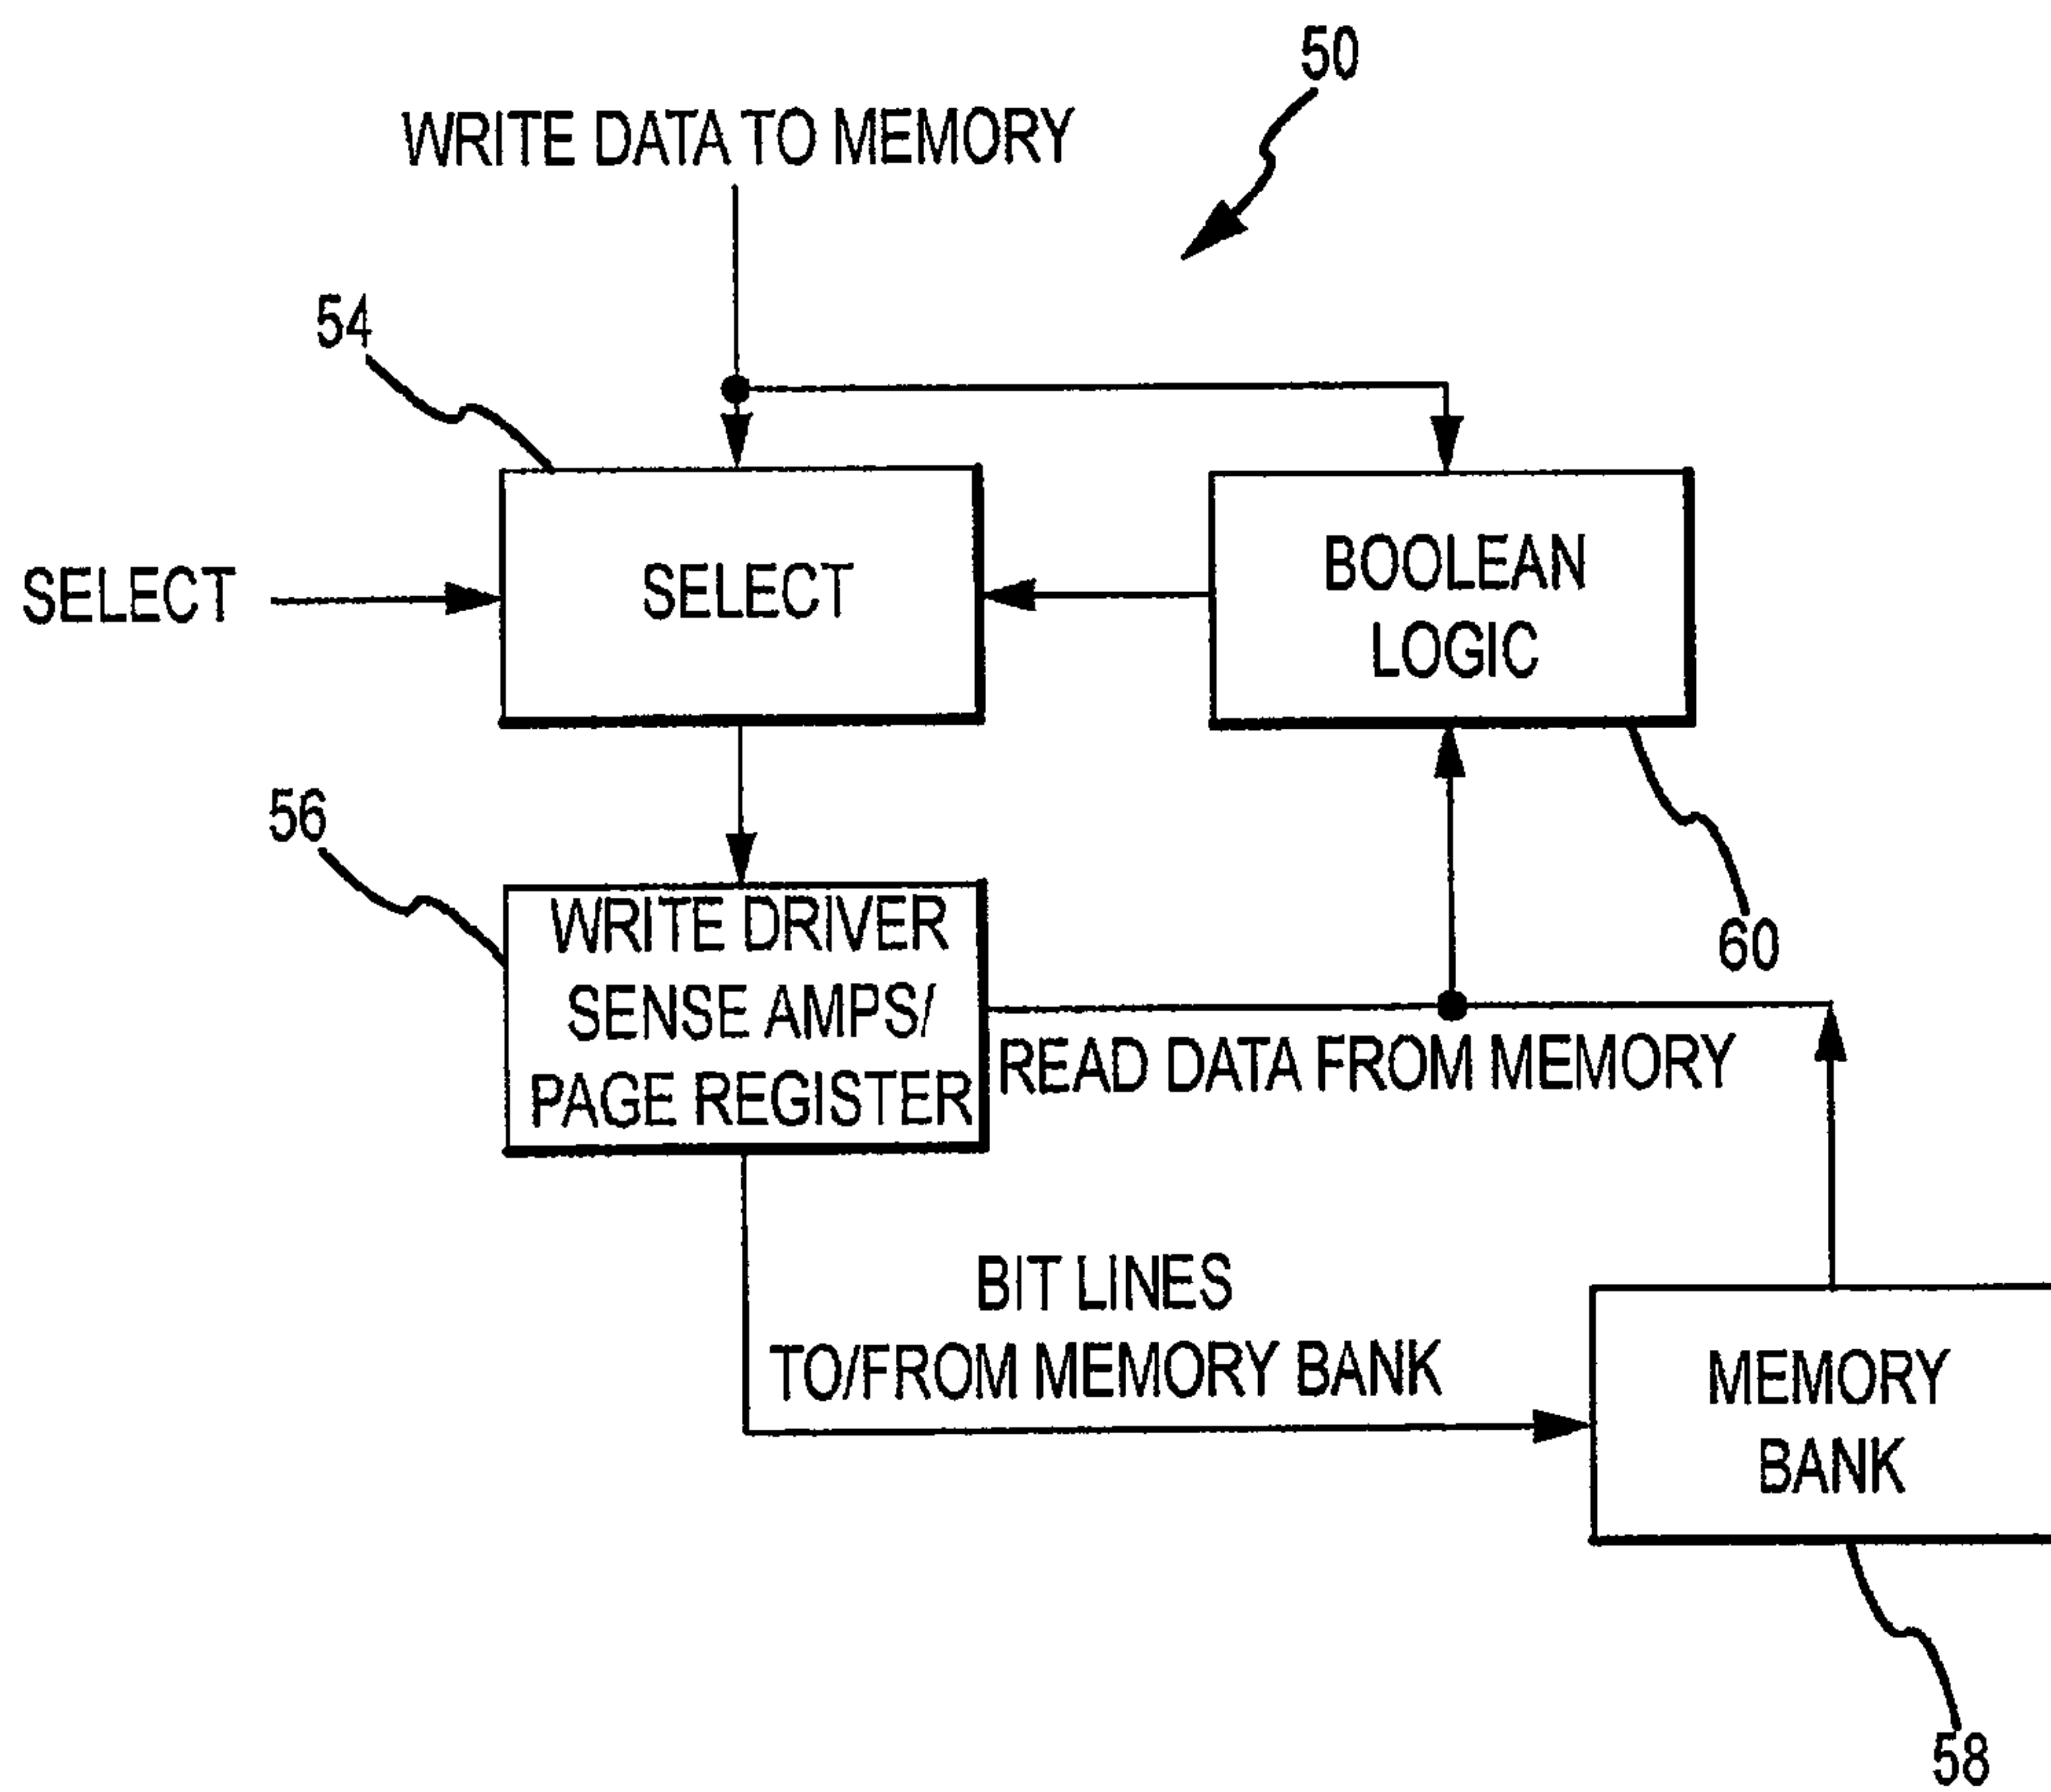 50
WRITE DATA TO MEMORY
54
SELECT
SELECT
BOOLEAN
LOGIC
56
WRITE DRIVER
SENSE AMPS/
PAGE REGISTER
60
READ DATA FROM MEMORY
BIT LINES
TO/FROM MEMORY BANK
MEMORY
BANK
58